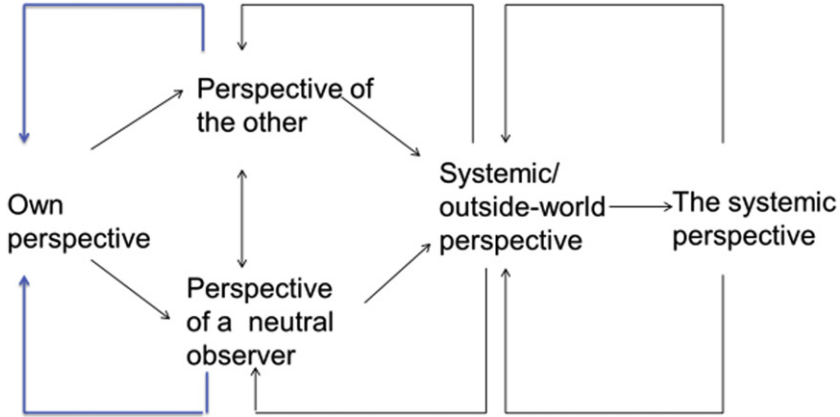 Perspective of
the other
Own
perspective
Perspective
of a neutral
observer
Systemic/
outside-world
perspective
The systemic
perspective